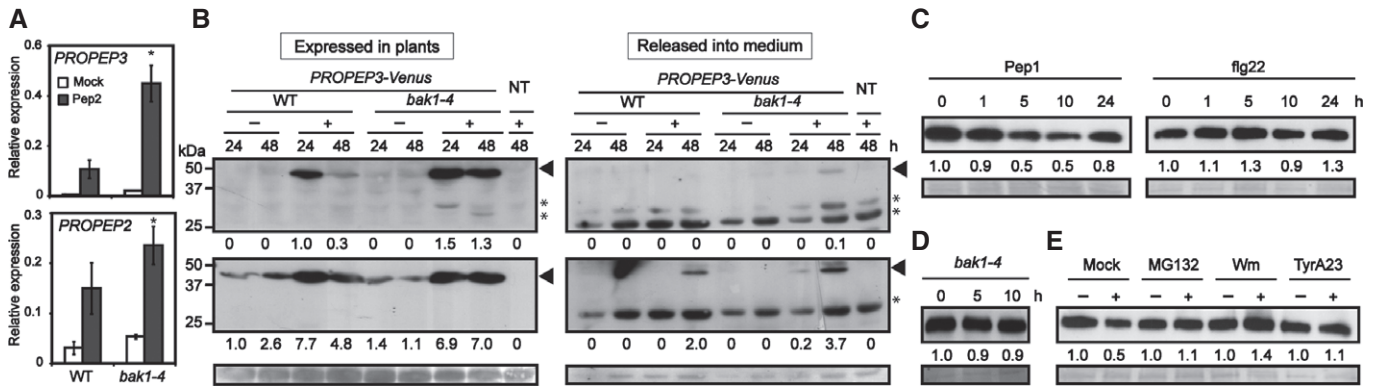 A
Relative expression
0.6
0.4
0.2
0
PROPEP3
Mock
Pep2
*
Relative expression
0.3
0.2
0.1
0
PROPEP2
*
WT bak1-4
B
Expressed in plants
PROPEP3-Venus
WT bak1-4 NT
– + – + +
24 48 24 48 24 48 24 48 48
kDa
50
37
25
*
*
0 0 1.0 0.3 0 0 1.5 1.3 0
50
37
25
1.0 2.6 7.7 4.8 1.4 1.1 6.9 7.0 0
Released into medium
PROPEP3-Venus
WT bak1-4 NT
– + – + +
24 48 24 48 24 48 24 48 48 h
*
*
0 0 0 0 0 0 0 0.1 0
*
0 0 0 2.0 0 0 0.2 3.7 0
C
Pep1
0 1 5 10 24
1.0 0.9 0.5 0.5 0.8
flg22
0 1 5 10 24 h
1.0 1.1 1.3 0.9 1.3
D
bak1-4
0 5 10 h
1.0 0.9 0.9
E
Mock MG132 Wm TyrA23
– + – + – + – +
1.0 0.5 1.0 1.1 1.0 1.4 1.0 1.1